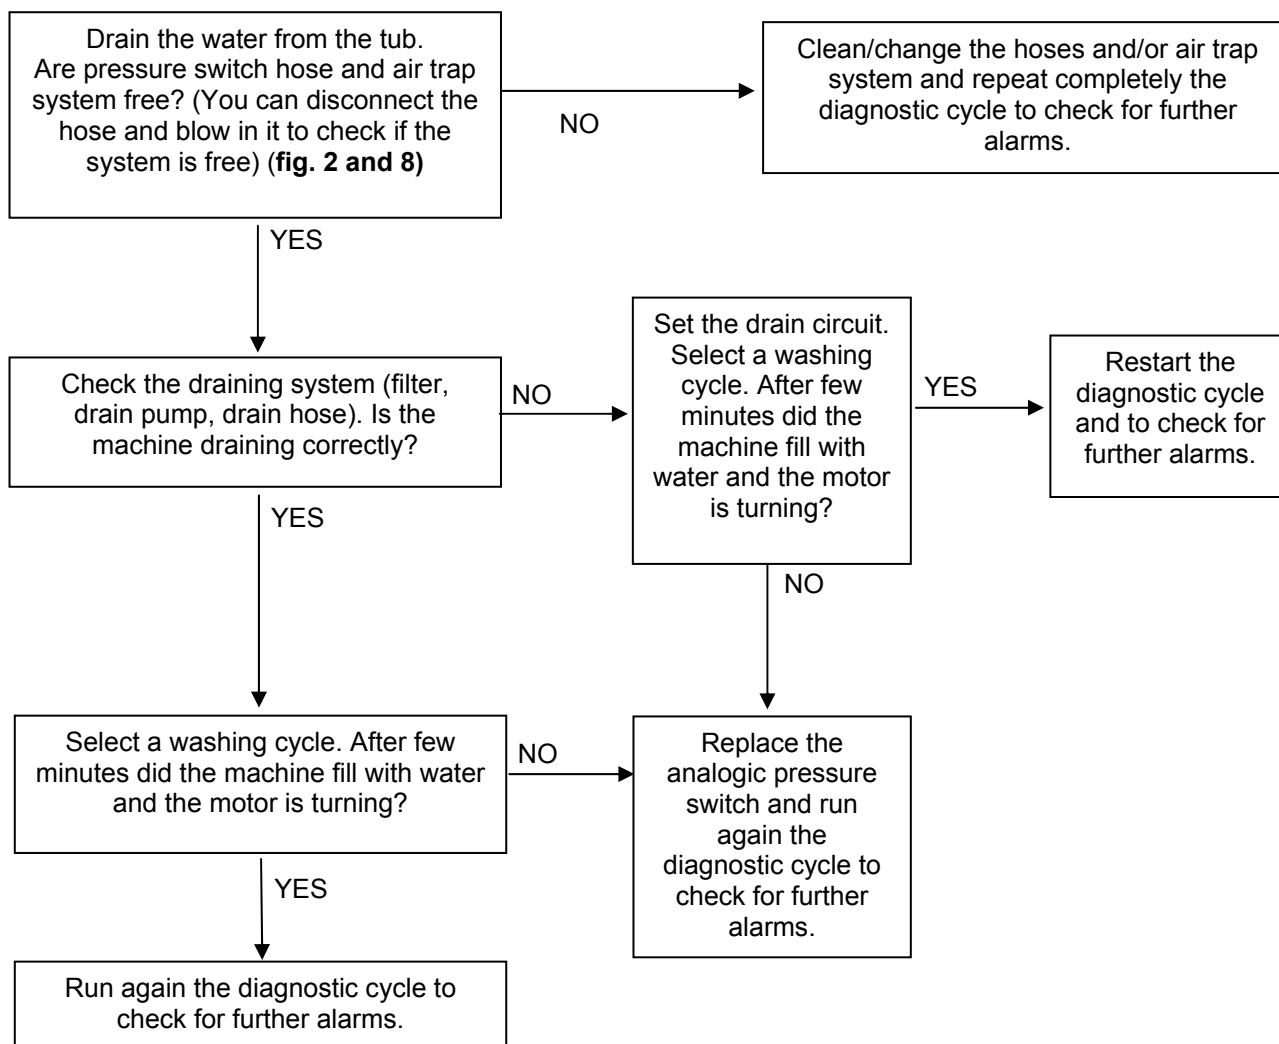 Drain the water from the tub.
Are pressure switch hose and air trap
system free? (You can disconnect the
hose and blow in it to check if the
system is free) (fig. 2 and 8)
NO
Clean/change the hoses and/or air trap
system and repeat completely the
diagnostic cycle to check for further
alarms.
YES
Check the draining system (filter,
drain pump, drain hose). Is the
machine draining correctly?
NO
Set the drain circuit.
Select a washing
cycle. After few
minutes did the
machine fill with
water and the motor
is turning?
YES
Restart the
diagnostic cycle
and to check for
further alarms.
YES
NO
Select a washing cycle. After few
minutes did the machine fill with water
and the motor is turning?
NO
Replace the
analogic pressure
switch and run
again the
diagnostic cycle to
check for further
alarms.
YES
Run again the diagnostic cycle to
check for further alarms.